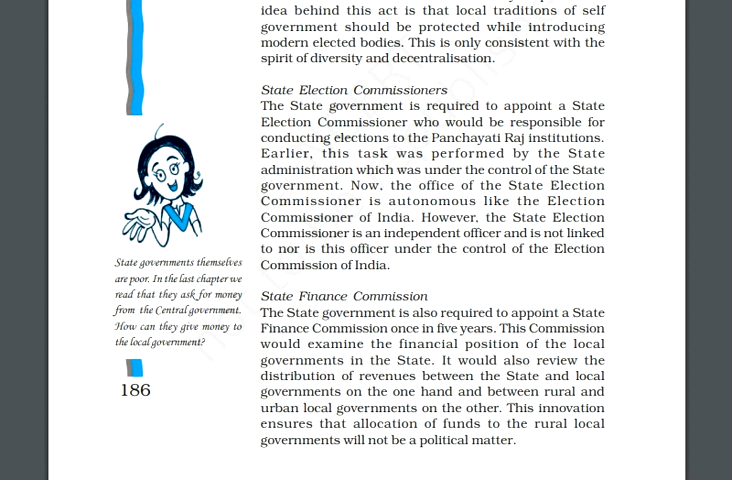 idea behind this act is that local traditions of self
government should be protected while introducing
modern elected bodies. This is only consistent with the
spirit of diversity and decentralisation.
State Election Commissioners
The State government is required to appoint a State
Election Commissioner who would be responsible for
conducting elections to the Panchayati Raj institutions.
Earlier, this task was performed by the State
administration which was under the control of the State
government. Now, the office of the State Election
Commissioner is autonomous like the Election
Commissioner of India. However, the State Election
Commissioner is an independent officer and is not linked
to nor is this officer under the control of the Election
Commission of India.
State Finance Commission
The State government is also required to appoint a State
Finance Commission once in five years. This Commission
would examine the financial position of the local
governments in the State. It would also review the
distribution of revenues between the State and local
governments on the one hand and between rural and
urban local governments on the other. This innovation
ensures that allocation of funds to the rural local
governments will not be a political matter.
State governments themselves
are poor. In the last chapter we
read that they ask for money
from the Central government.
How can they give money to
the local government?
186